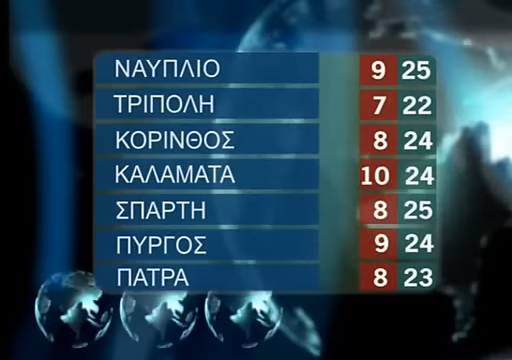 ΝΑΥΠΛΙΟ 9 25
ΤΡΙΠΟΛΗ 7 22
ΚΟΡΙΝΘΟΣ 8 24
ΚΑΛΑΜΑΤΑ 10 24
ΣΠΑΡΤΗ 8 25
ΠΥΡΓΟΣ 9 24
ΠΑΤΡΑ 8 23